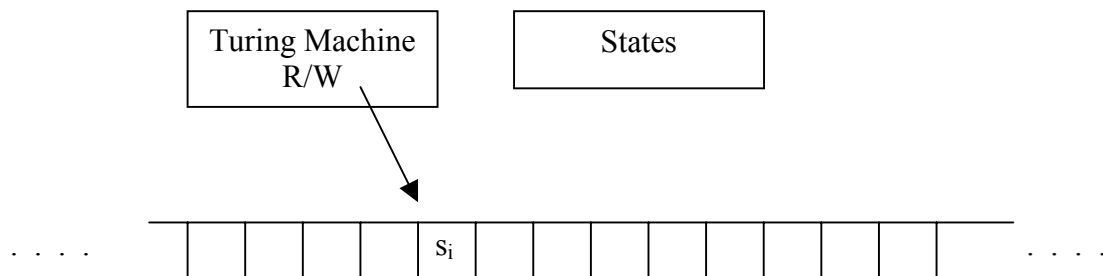 Turing Machine
R/W
States
. . . . sᵢ . . . .